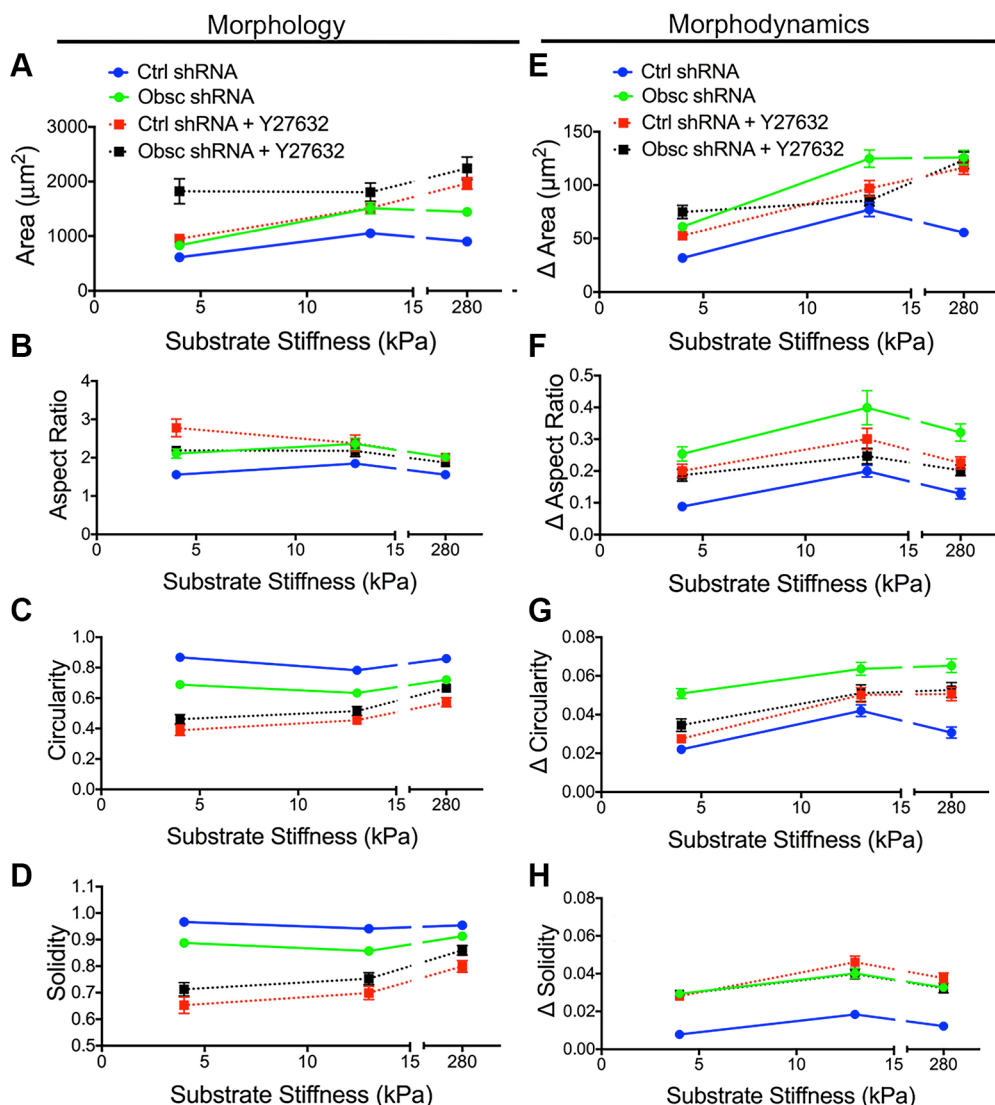 Morphology
Morphodynamics
A
Ctrl shRNA
Obsc shRNA
Ctrl shRNA + Y27632
Obsc shRNA + Y27632
Area (µm²)
3000
2000
1000
0
0
5
10
15
280
Substrate Stiffness (kPa)
E
Ctrl shRNA
Obsc shRNA
Ctrl shRNA + Y27632
Obsc shRNA + Y27632
Δ Area (µm²)
150
100
50
0
0
5
10
15
280
Substrate Stiffness (kPa)
B
Aspect Ratio
4
3
2
1
0
0
5
10
15
280
Substrate Stiffness (kPa)
F
Δ Aspect Ratio
0.5
0.4
0.3
0.2
0.1
0.0
0
5
10
15
280
Substrate Stiffness (kPa)
C
Circularity
1.0
0.8
0.6
0.4
0.2
0.0
0
5
10
15
280
Substrate Stiffness (kPa)
G
Δ Circularity
0.08
0.06
0.04
0.02
0.00
0
5
10
15
280
Substrate Stiffness (kPa)
D
Solidity
1.1
1.0
0.9
0.8
0.7
0.6
0.5
0
5
10
15
280
Substrate Stiffness (kPa)
H
Δ Solidity
0.08
0.06
0.04
0.02
0.00
0
5
10
15
280
Substrate Stiffness (kPa)